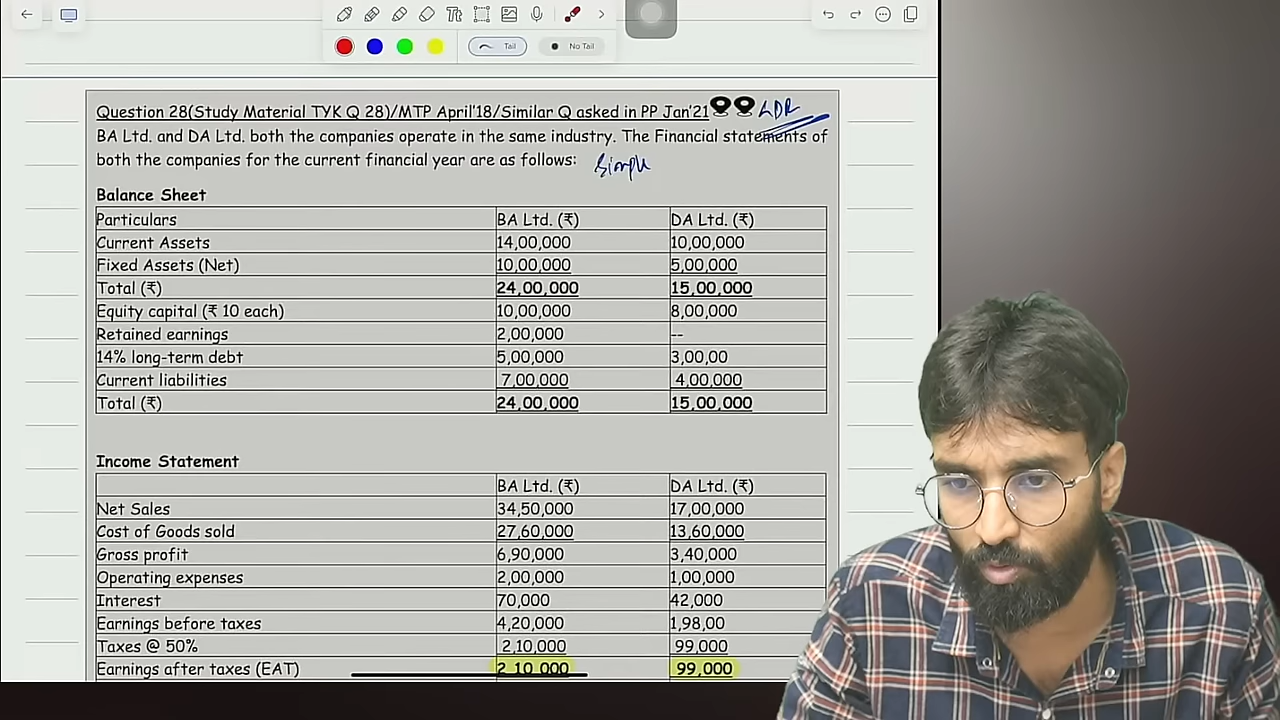 Tt
Tail
No Tail
Question 28(Study Material TYK Q 28)/MTP April'18/Similar Q asked in PP Jan'21 LDR
BA Ltd. and DA Ltd. both the companies operate in the same industry. The Financial statements of
both the companies for the current financial year are as follows: Simple
Balance Sheet
Particulars BA Ltd. (₹) DA Ltd. (₹)
Current Assets 14,00,000 10,00,000
Fixed Assets (Net) 10,00,000 5,00,000
Total (₹) 24,00,000 15,00,000
Equity capital (₹ 10 each) 10,00,000 8,00,000
Retained earnings 2,00,000 --
14% long-term debt 5,00,000 3,00,00
Current liabilities 7,00,000 4,00,000
Total (₹) 24,00,000 15,00,000
Income Statement
BA Ltd. (₹) DA Ltd. (₹)
Net Sales 34,50,000 17,00,000
Cost of Goods sold 27,60,000 13,60,000
Gross profit 6,90,000 3,40,000
Operating expenses 2,00,000 1,00,000
Interest 70,000 42,000
Earnings before taxes 4,20,000 1,98,00
Taxes @ 50% 2,10,000 99,000
Earnings after taxes (EAT) 2,10,000 99,000